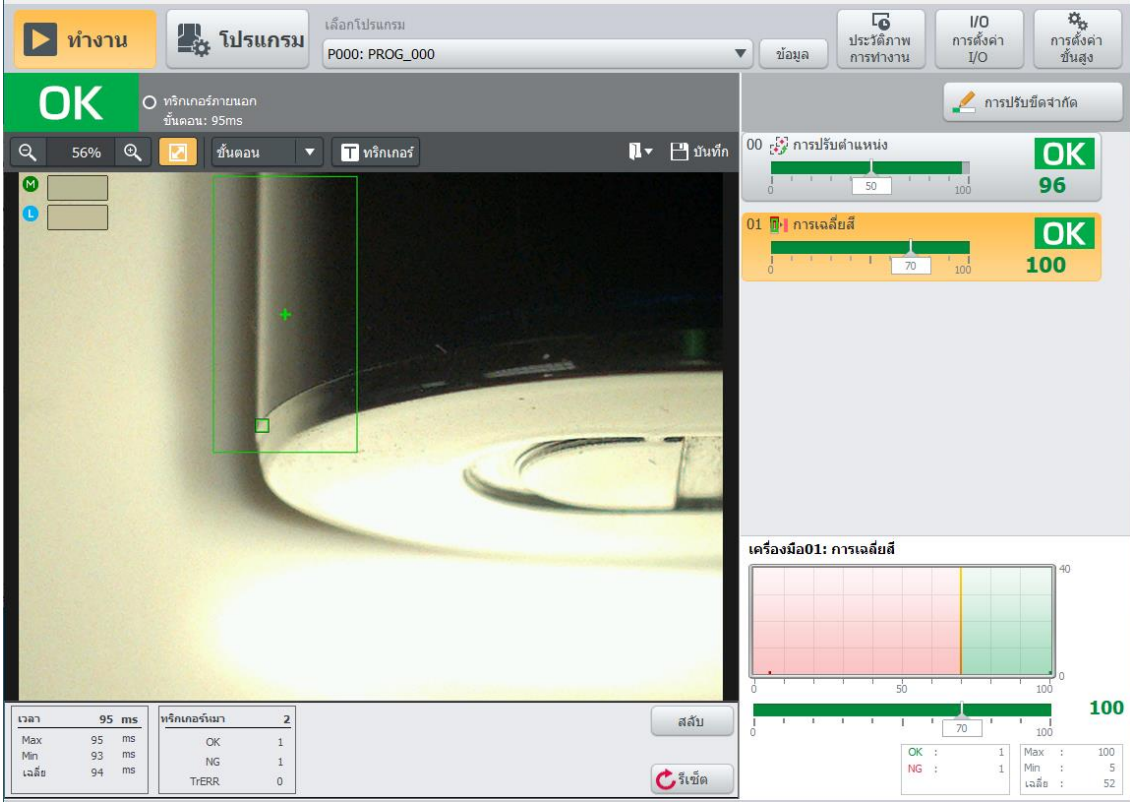 ทำงาน
โปรแกรม
เลือกโปรแกรม
P000: PROG_000
ข้อมูล
ประวัติภาพ
การทำงาน
I/O
การตั้งค่า
I/O
การตั้งค่า
ขั้นสูง
OK
ทริกเกอร์ภายนอก
ขั้นตอน: 95ms
การปรับขีดจำกัด
56%
ขั้นตอน
T ทริกเกอร์
บันทึก
M
L
00 การปรับตำแหน่ง
OK
96
0 50 100
01 การเฉลี่ยสี
OK
100
0 70 100
เครื่องมือ01: การเฉลี่ยสี
40
0
0 50 100
100
0 70 100
OK : 1
NG : 1
Max : 100
Min : 5
เฉลี่ย : 52
เวลา 95 ms
Max 95 ms
Min 93 ms
เฉลี่ย 94 ms
ทริกเกอร์เมา 2
OK 1
NG 1
TrERR 0
สลับ
รีเซ็ต